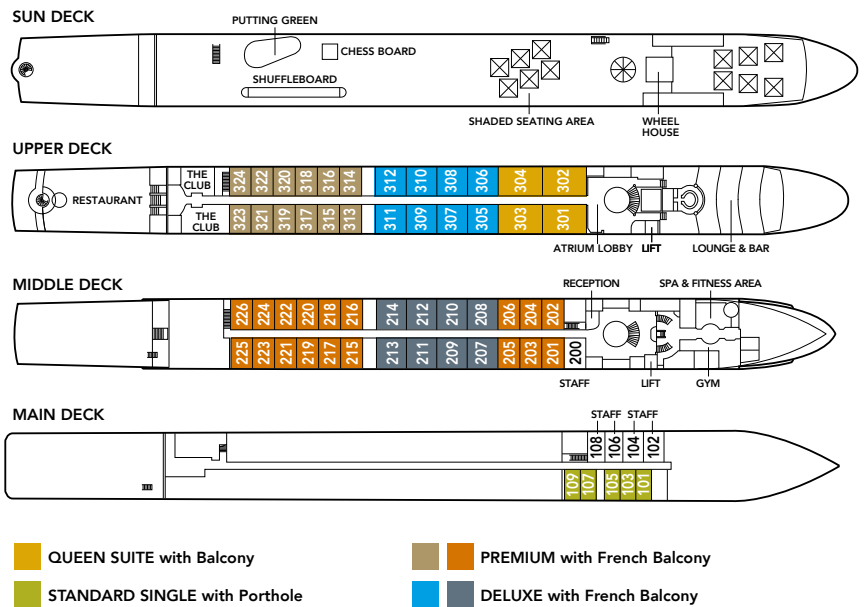 SUN DECK
PUTTING GREEN
CHESS BOARD
SHUFFLEBOARD
SHADED SEATING AREA
WHEEL
HOUSE
UPPER DECK
THE
CLUB
324 322 320 318 316 314 312 310 308 306 304 302
RESTAURANT
THE
CLUB
323 321 319 317 315 313 311 309 307 305 303 301
ATRIUM LOBBY LIFT LOUNGE & BAR
MIDDLE DECK
RECEPTION SPA & FITNESS AREA
226 224 222 220 218 216 214 212 210 208 206 204 202
225 223 221 219 217 215 213 211 209 207 205 203 201 200
STAFF LIFT GYM
MAIN DECK
STAFF STAFF
108 106 104 102
109 107 105 103 101
QUEEN SUITE with Balcony
PREMIUM with French Balcony
STANDARD SINGLE with Porthole
DELUXE with French Balcony